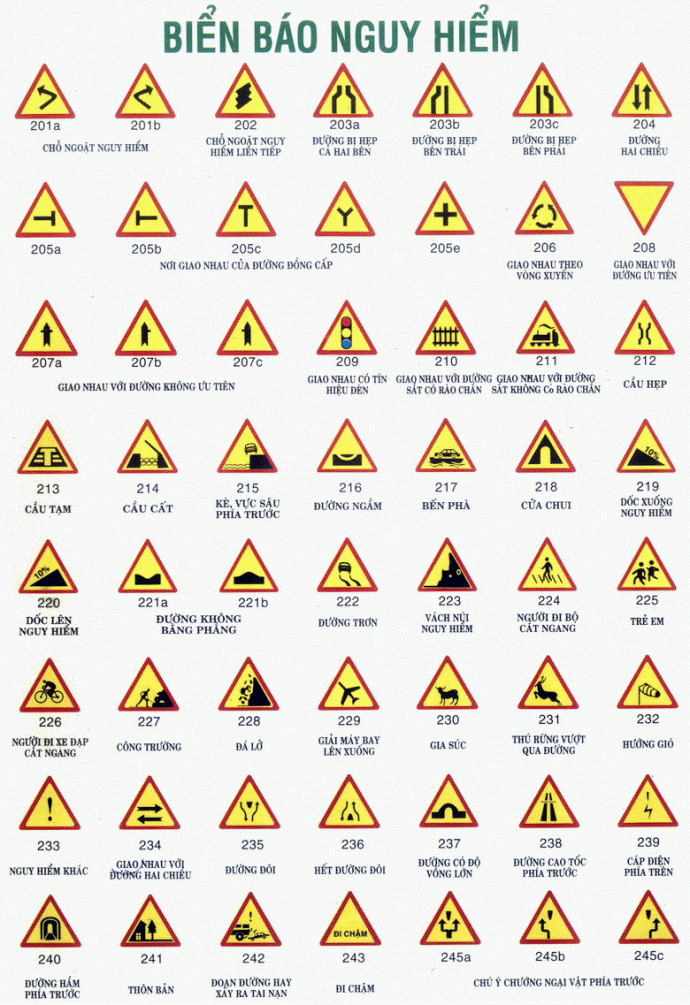 BIỂN BÁO NGUY HIỂM
201a 201b 202 203a 203b 203c 204
CHỖ NGOẶT NGUY HIỂM
CHỖ NGOẶT NGUY
HIỂM LIÊN TIẾP
ĐƯỜNG BỊ HẸP
CẢ HAI BÊN
ĐƯỜNG BỊ HẸP
BÊN TRÁI
ĐƯỜNG BỊ HẸP
BÊN PHẢI
ĐƯỜNG
HAI CHIỀU
205a 205b 205c 205d 205e 206 208
NƠI GIAO NHAU CỦA ĐƯỜNG ĐỒNG CẤP
GIAO NHAU THEO
VÒNG XUYẾN
GIAO NHAU VỚI
ĐƯỜNG ƯU TIÊN
207a 207b 207c 209 210 211 212
GIAO NHAU VỚI ĐƯỜNG KHÔNG ƯU TIÊN
GIAO NHAU CÓ TÍN
HIỆU ĐÈN
GIAO NHAU VỚI ĐƯỜNG
SẮT CÓ RÀO CHẮN
GIAO NHAU VỚI ĐƯỜNG
SẮT KHÔNG Có RÀO CHẮN
CẦU HẸP
10%
213 214 215 216 217 218 219
CẦU TẠM
CẦU CẤT
KÈ, VỰC SÂU
PHÍA TRƯỚC
ĐƯỜNG NGẦM
BẾN PHÀ
CỬA CHUI
DỐC XUỐNG
NGUY HIỂM
10%
220 221a 221b 222 223 224 225
DỐC LÊN
NGUY HIỂM
ĐƯỜNG KHÔNG
BẰNG PHẲNG
ĐƯỜNG TRƠN
VÁCH NÚI
NGUY HIỂM
NGƯỜI ĐI BỘ
CẮT NGANG
TRẺ EM
226 227 228 229 230 231 232
NGƯỜI ĐI XE ĐẠP
CẮT NGANG
CÔNG TRƯỜNG
ĐÁ LỞ
GIẢI MÁY BAY
LÊN XUỐNG
GIA SÚC
THÚ RỪNG VƯỢT
QUA ĐƯỜNG
HƯỚNG GIÓ
!
233 234 235 236 237 238 239
NGUY HIỂM KHÁC
GIAO NHAU VỚI
ĐƯỜNG HAI CHIỀU
ĐƯỜNG ĐÔI
HẾT ĐƯỜNG ĐÔI
ĐƯỜNG CÓ ĐỘ
VỒNG LỚN
ĐƯỜNG CAO TỐC
PHÍA TRƯỚC
CÁP ĐIỆN
PHÍA TRÊN
!
ĐI CHẬM
240 241 242 243 245a 245b 245c
ĐƯỜNG HẦM
PHÍA TRƯỚC
THÔN BẢN
ĐOẠN ĐƯỜNG HAY
XẢY RA TAI NẠN
ĐI CHẬM
CHÚ Ý CHƯỚNG NGẠI VẬT PHÍA TRƯỚC